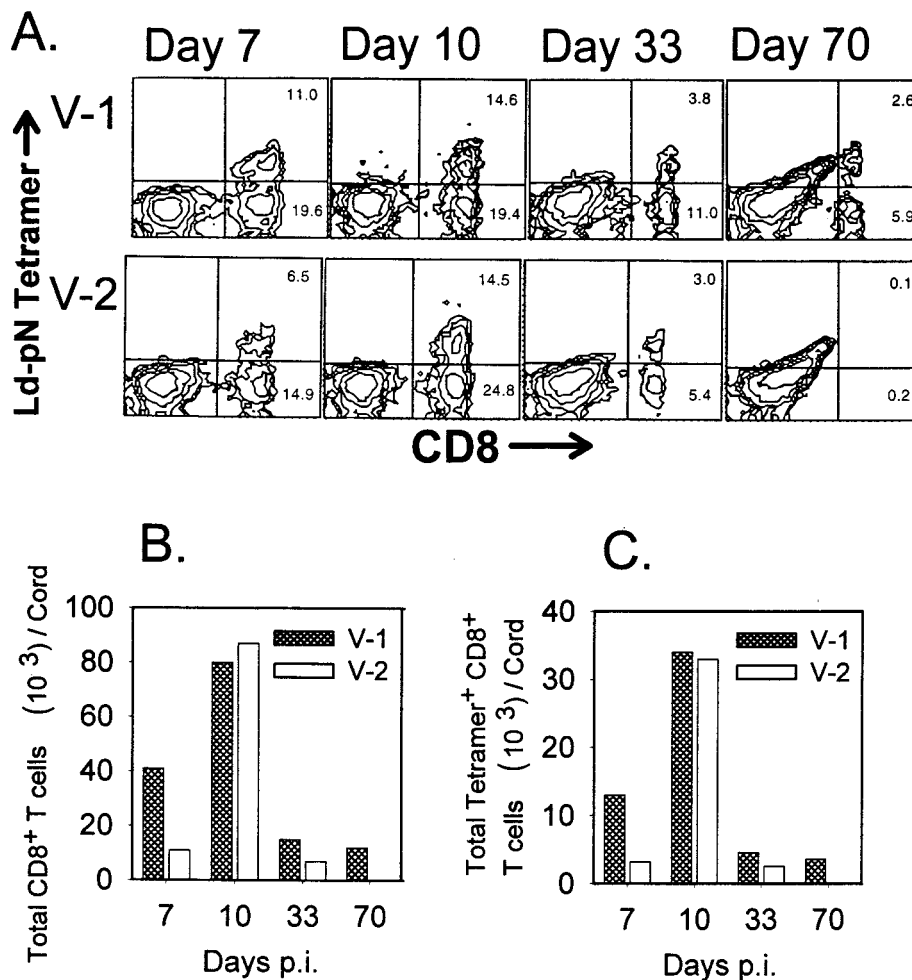 A.
Day 7 Day 10 Day 33 Day 70
V-1
11.0 14.6 3.8 2.6
19.6 19.4 11.0 5.9
V-2
6.5 14.5 3.0 0.1
14.9 24.8 5.4 0.2
Ld-pN Tetramer
CD8
B.
Total CD8+ T cells (10 3) / Cord
100
80
60
40
20
0
V-1
V-2
7 10 33 70
Days p.i.
C.
Total Tetramer+ CD8+
T cells (10 3) / Cord
40
30
20
10
0
V-1
V-2
7 10 33 70
Days p.i.